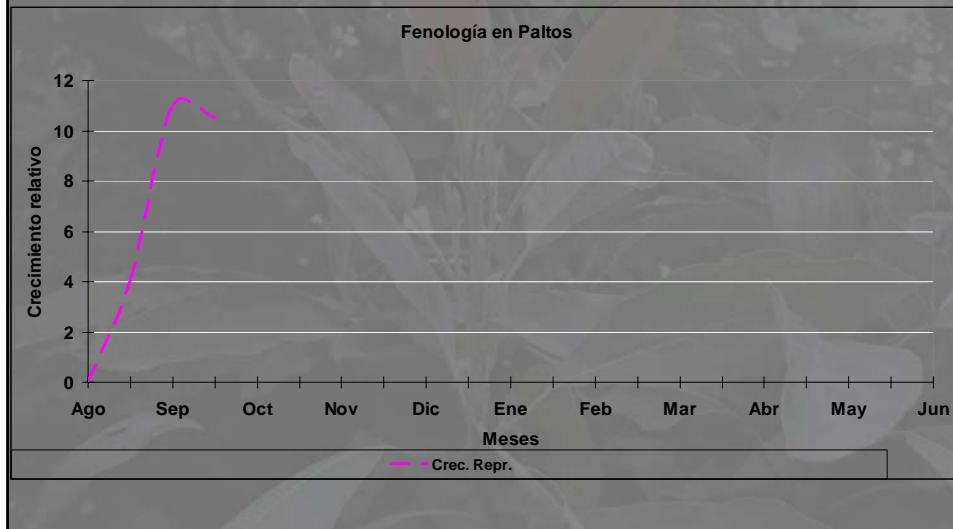 Fenología en Paltos
Crecimiento relativo
12
10
8
6
4
2
0
Ago Sep Oct Nov Dic Ene Feb Mar Abr May Jun
Meses
Crec. Repr.